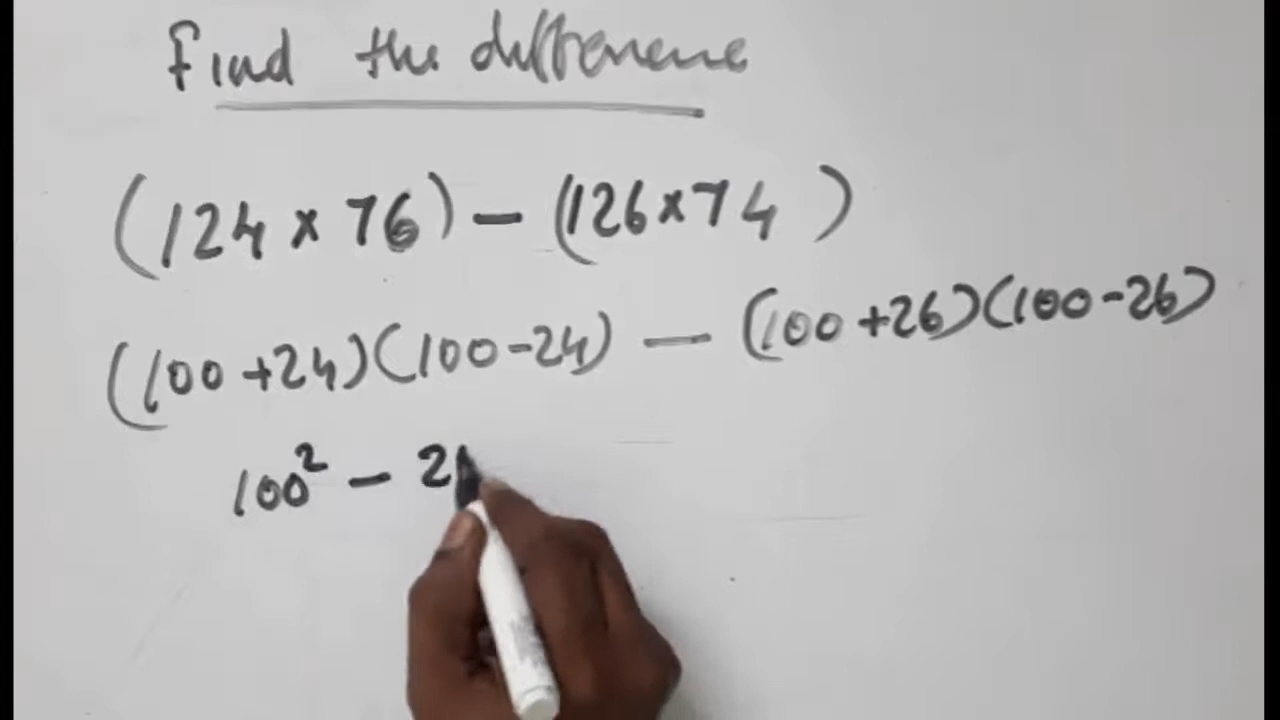 Find the difference
(124 × 76) - (126 × 74)
(100 + 24)(100 - 24) - (100 + 26)(100 - 26)
100² - 2